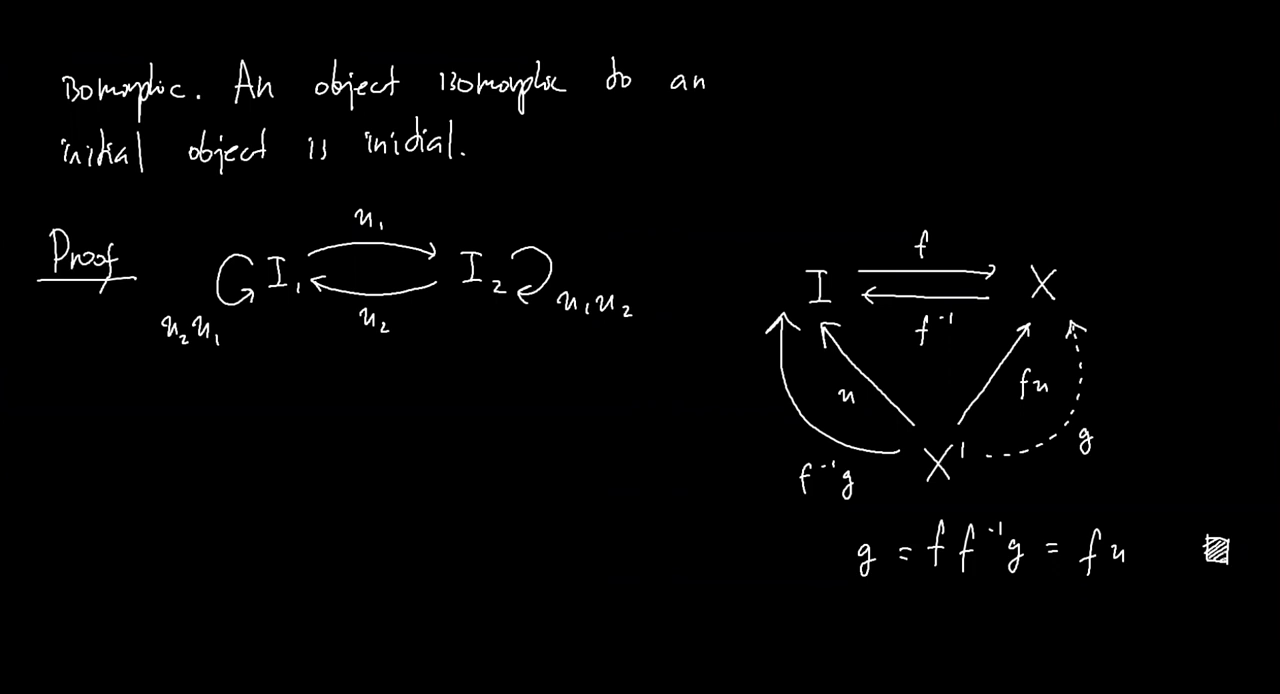 isomorphic. An object isomorphic to an
initial object is initial.
Proof
u₁
I₁ I₂
u₂u₁ u₂ u₁u₂
f
I X
f⁻¹
u fu
X' g
f⁻¹g
g = f f⁻¹g = fu